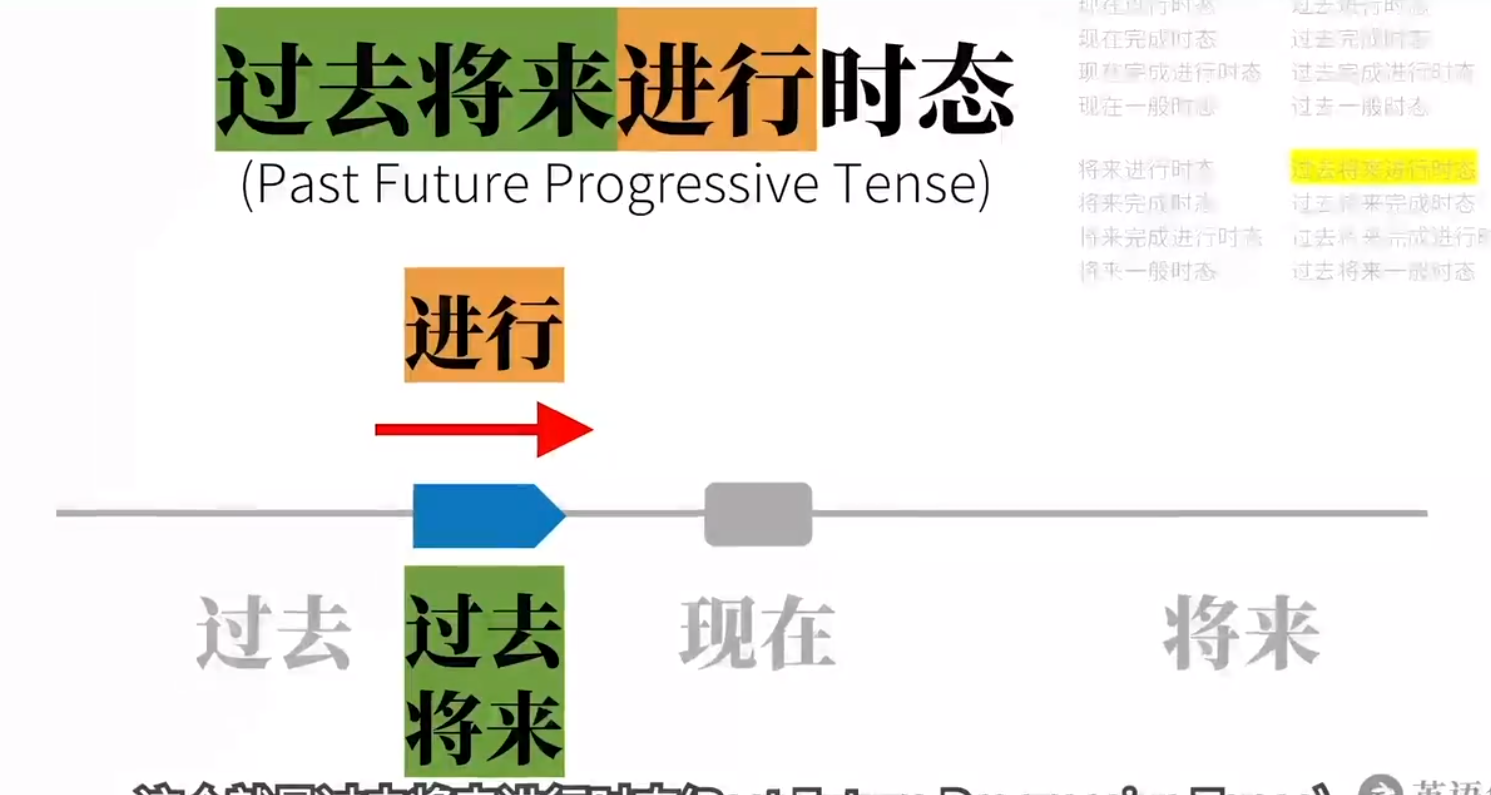 过去将来进行时态
(Past Future Progressive Tense)
现在进行时态 过去进行时态
现在完成时态 过去完成时态
现在完成进行时态 过去完成进行时态
现在一般时态 过去一般时态
将来进行时态 过去将来进行时态
将来完成时态 过去将来完成时态
将来完成进行时态 过去将来完成进行时
将来一般时态 过去将来一般时态
进行
过去
过去
将来
现在
将来